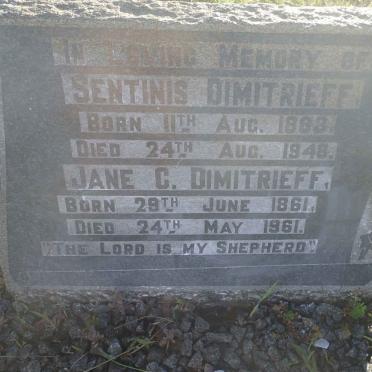 IN LOVING MEMORY OF
SENTINIS DIMITRIEFF
BORN 11TH AUG. 1868.
DIED 24TH AUG. 1948.
JANE C. DIMITRIEFF.
BORN 29TH JUNE 1861.
DIED 24TH MAY 1961.
"THE LORD IS MY SHEPHERD"